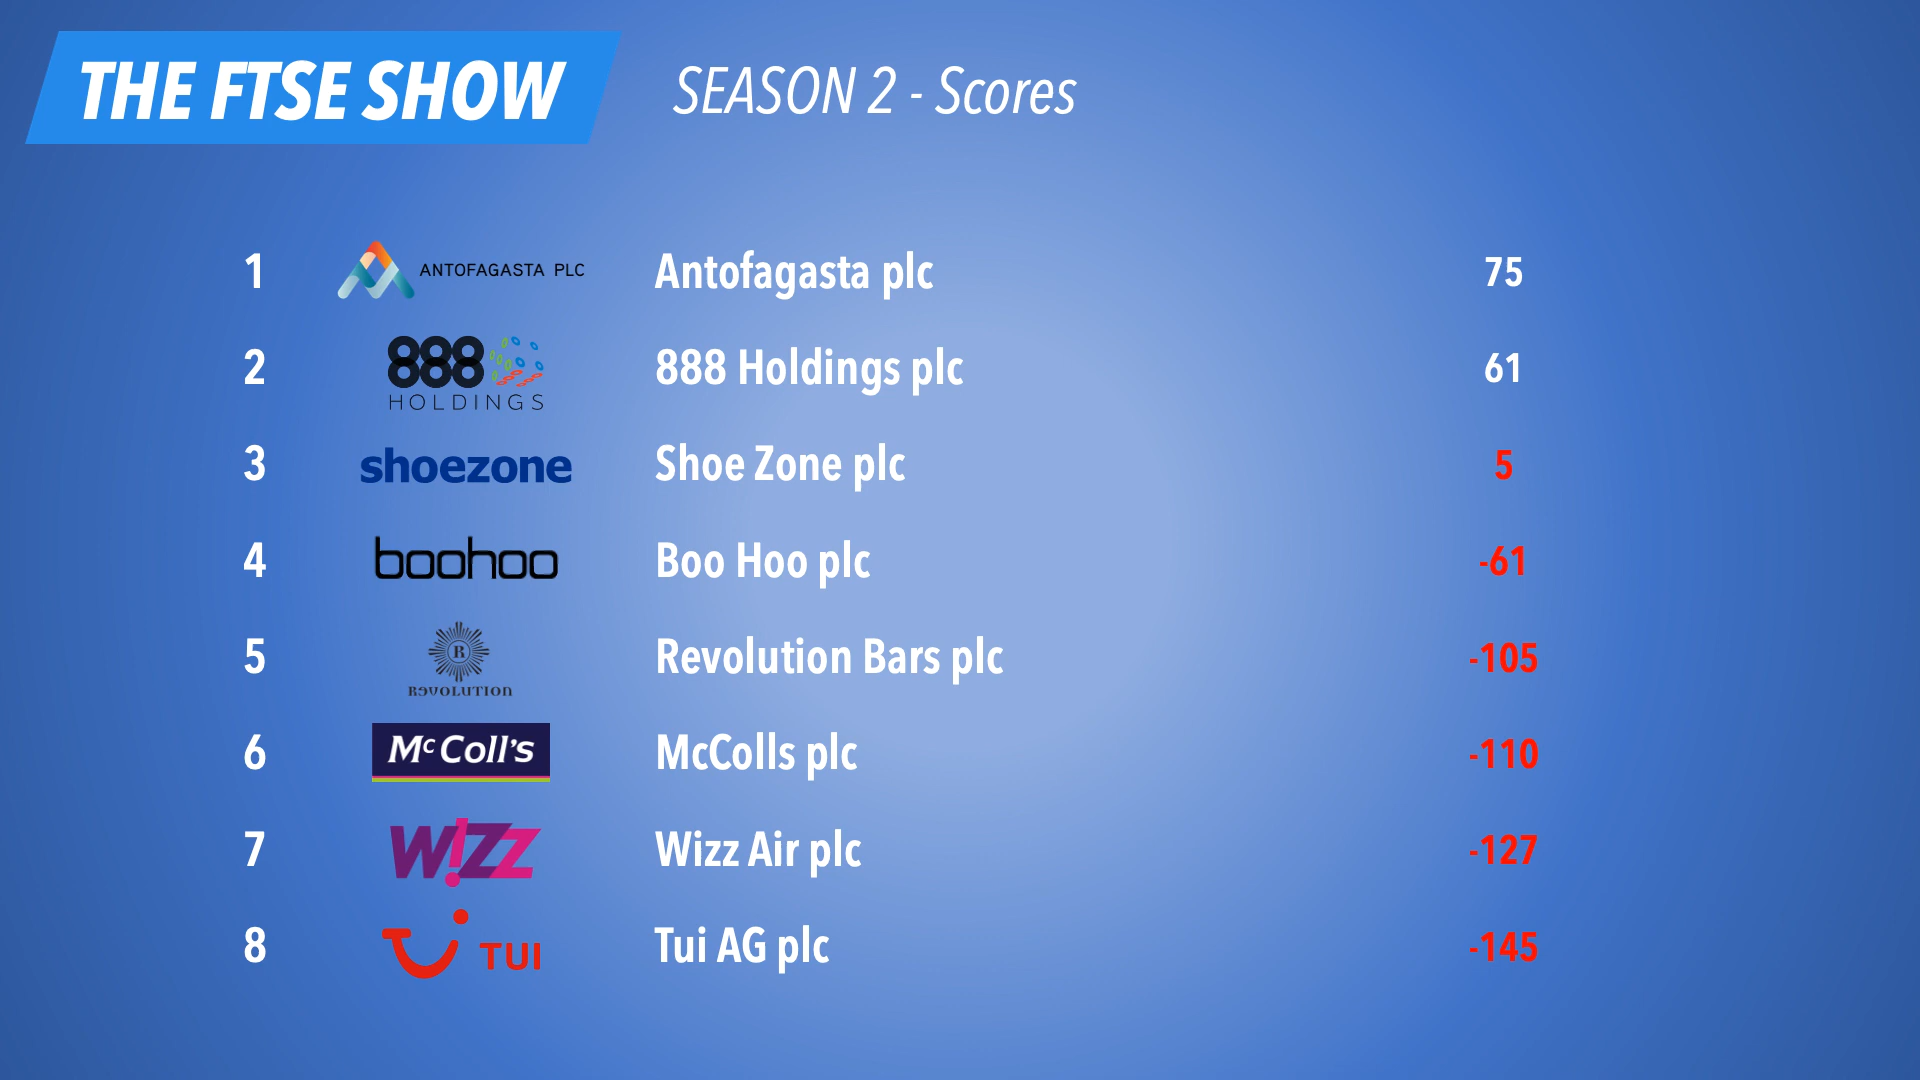 THE FTSE SHOW
SEASON 2 - Scores
1 ANTOFAGASTA PLC Antofagasta plc 75
2 888 HOLDINGS 888 Holdings plc 61
3 shoezone Shoe Zone plc 5
4 boohoo Boo Hoo plc -61
5 R REVOLUTION Revolution Bars plc -105
6 McColl's McColls plc -110
7 W!ZZ Wizz Air plc -127
8 TUI Tui AG plc -145